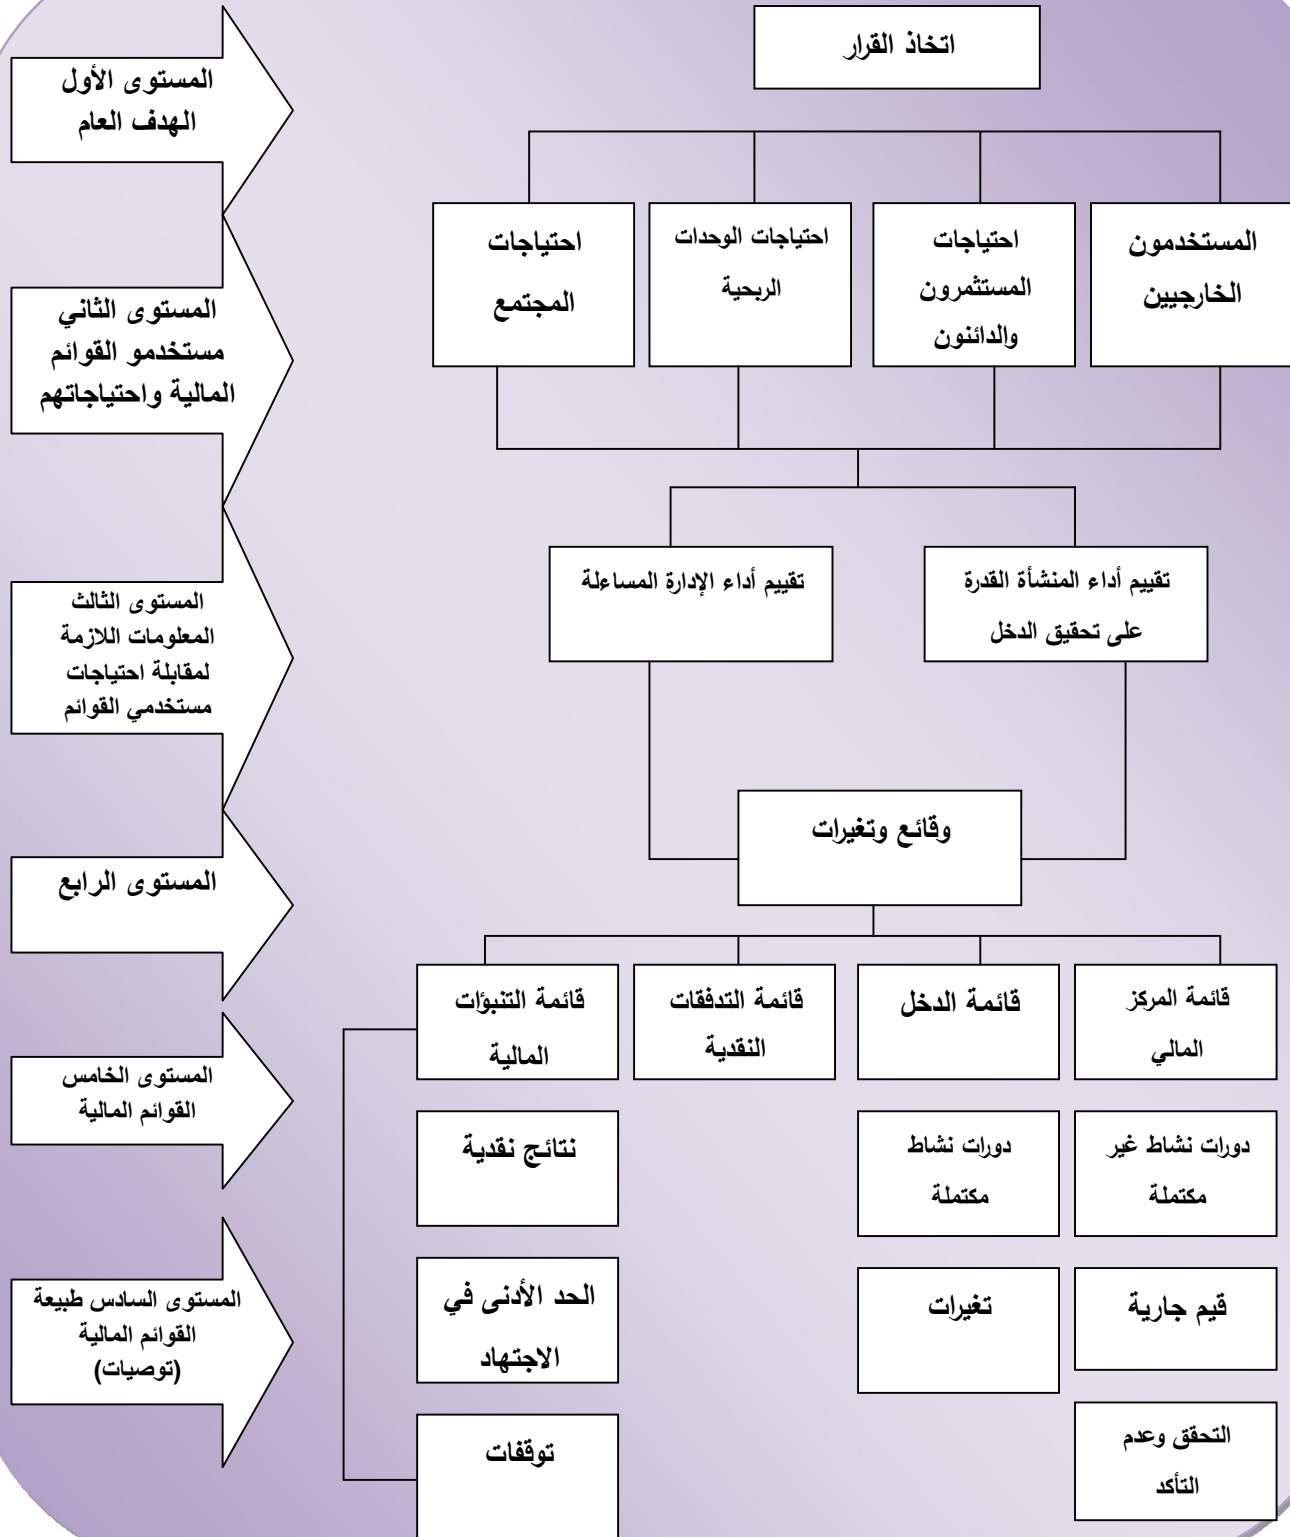 اتخاذ القرار
المستوى الأول
الهدف العام
المستخدمون
الخارجيين
احتياجات
المستثمرون
والدائنون
احتياجات الوحدات
الربحية
احتياجات
المجتمع
المستوى الثاني
مستخدمو القوائم
المالية واحتياجاتهم
تقييم أداء المنشأة القدرة
على تحقيق الدخل
تقييم أداء الإدارة المساءلة
المستوى الثالث
المعلومات اللازمة
لمقابلة احتياجات
مستخدمي القوائم
وقائع وتغيرات
المستوى الرابع
قائمة المركز
المالي
قائمة الدخل
قائمة التدفقات
النقدية
قائمة التنبؤات
المالية
المستوى الخامس
القوائم المالية
دورات نشاط غير
مكتملة
دورات نشاط
مكتملة
نتائج نقدية
قيم جارية
تغيرات
الحد الأدنى في
الاجتهاد
المستوى السادس طبيعة
القوائم المالية
(توصيات)
التحقق وعدم
التأكد
توقفات